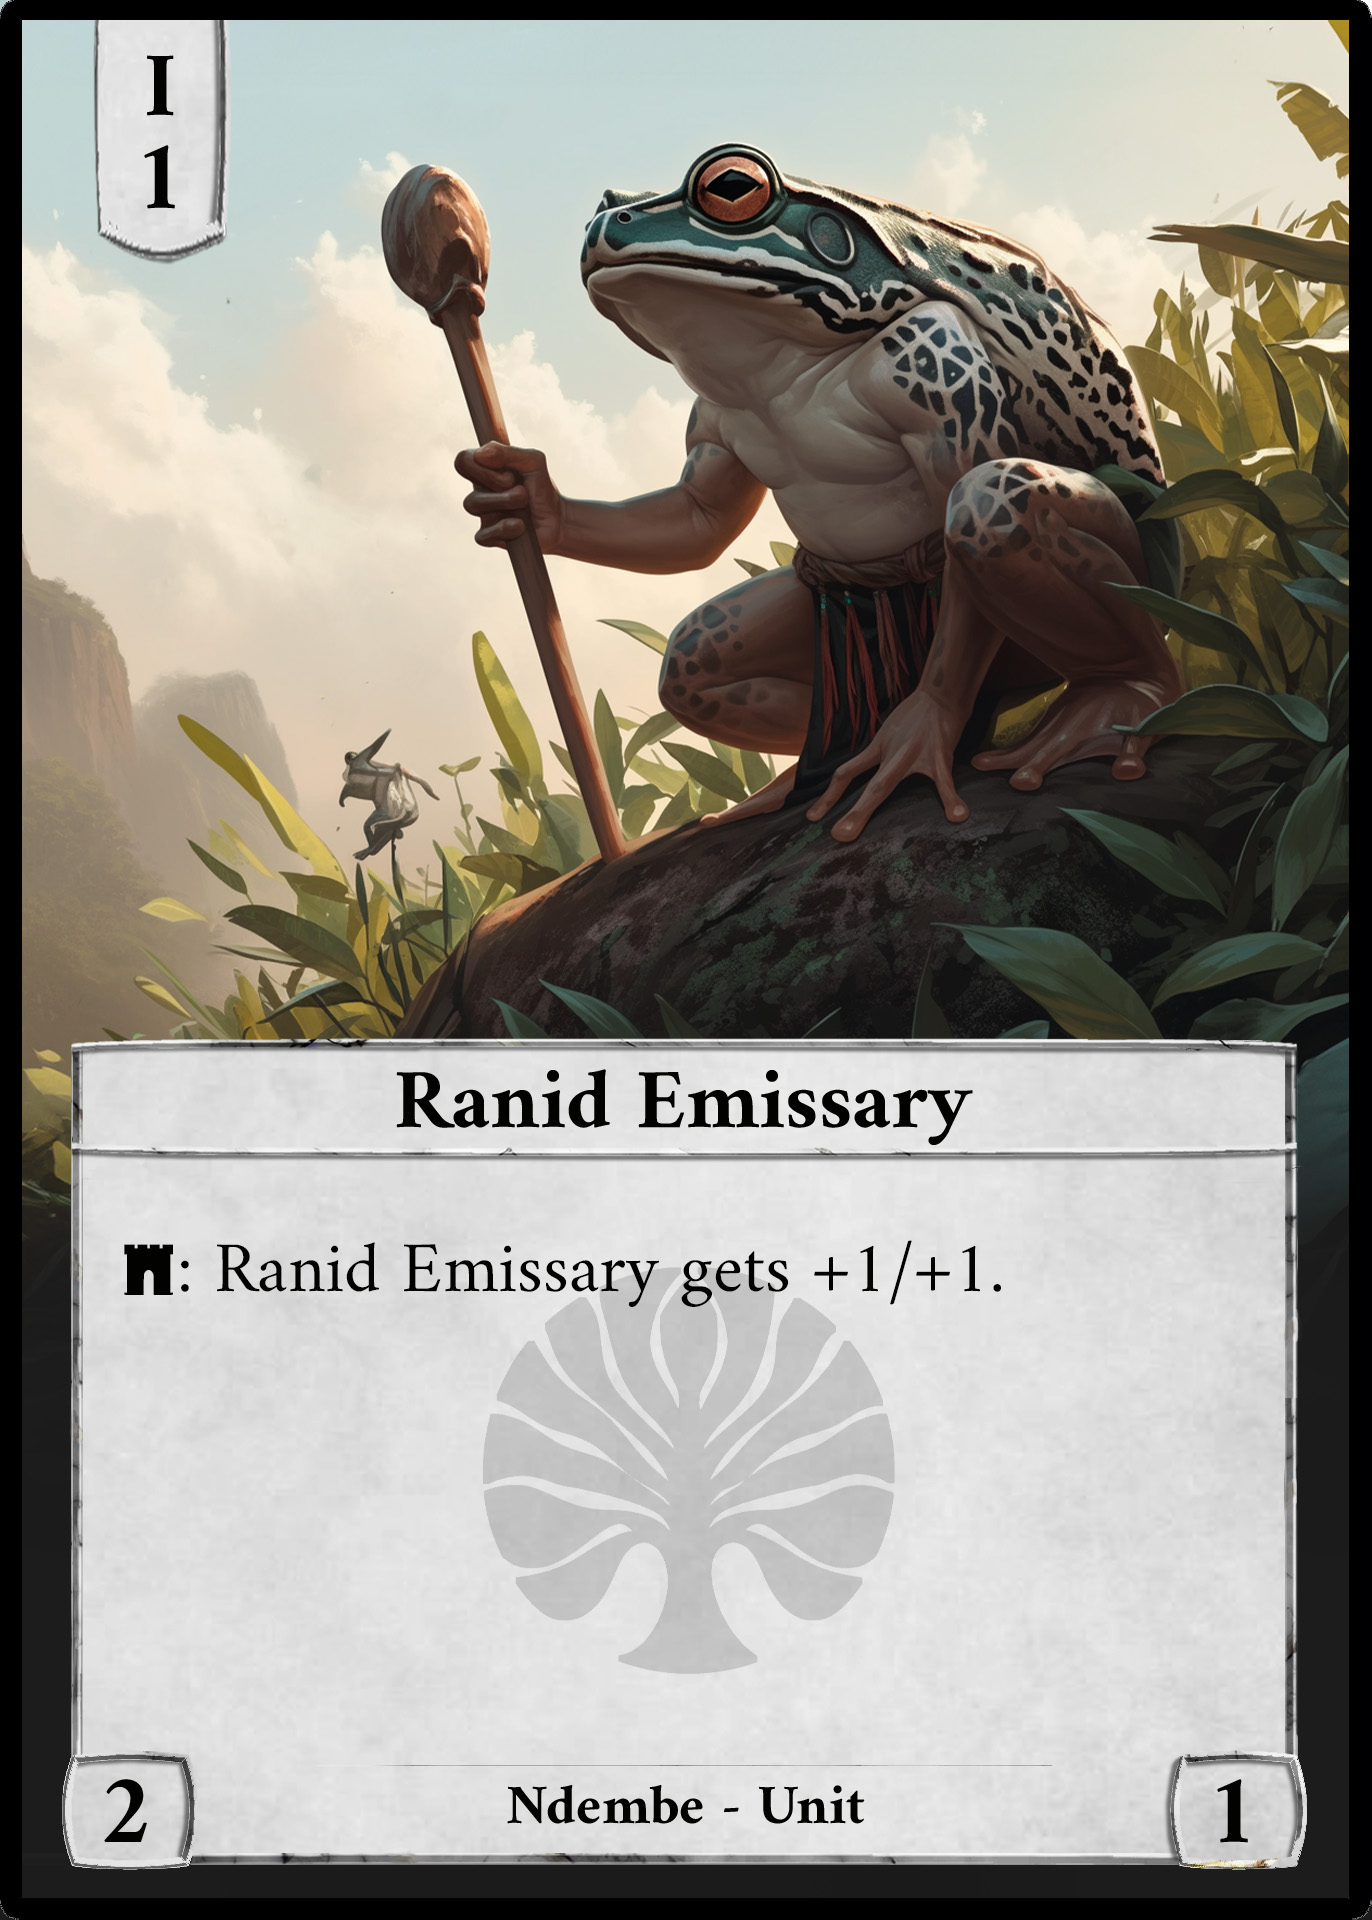 I
1
Ranid Emissary
: Ranid Emissary gets +1/+1.
Ndembe - Unit
2
1